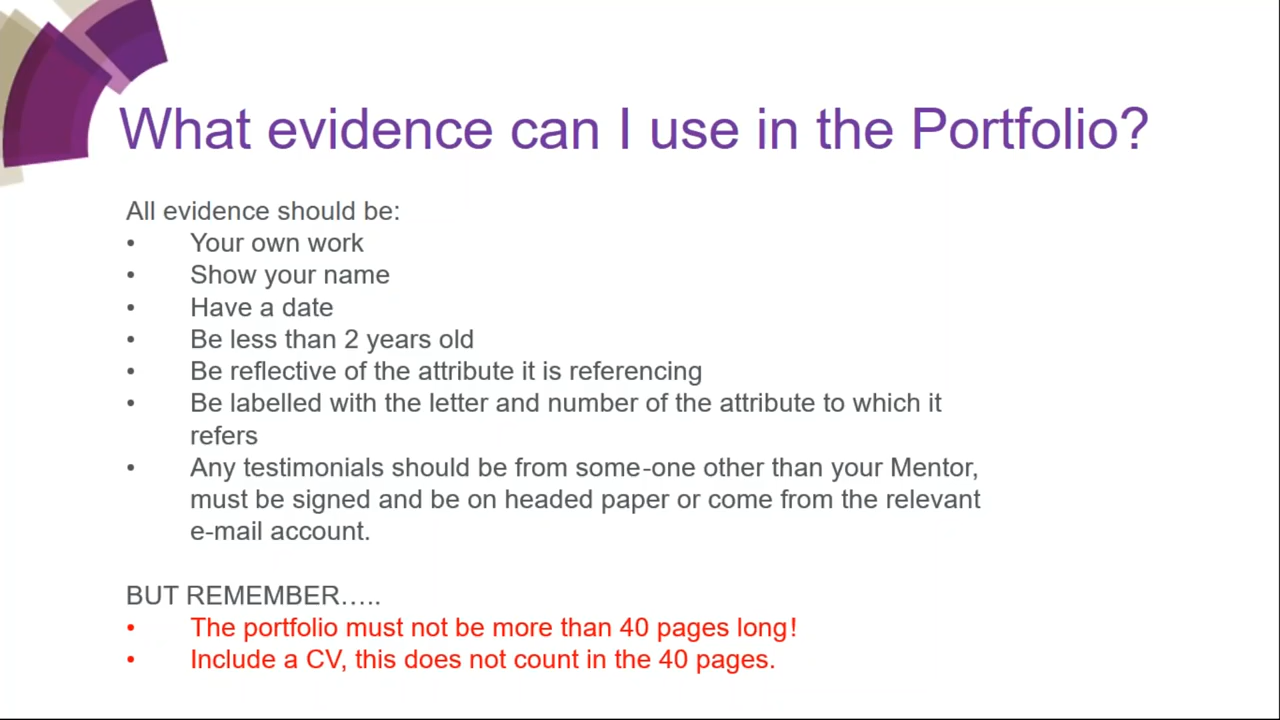 What evidence can I use in the Portfolio?
All evidence should be:
• Your own work
• Show your name
• Have a date
• Be less than 2 years old
• Be reflective of the attribute it is referencing
• Be labelled with the letter and number of the attribute to which it
refers
• Any testimonials should be from some-one other than your Mentor,
must be signed and be on headed paper or come from the relevant
e-mail account.
BUT REMEMBER…..
• The portfolio must not be more than 40 pages long!
• Include a CV, this does not count in the 40 pages.